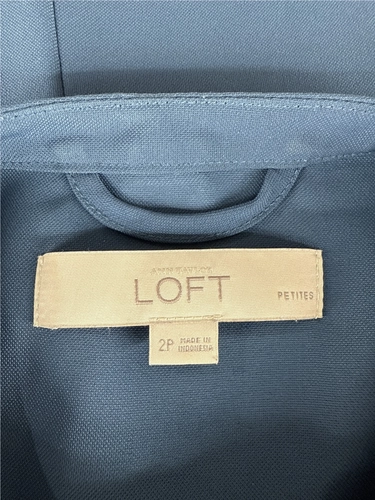 ANN TAYLOR
LOFT
PETITES
2P
MADE IN
INDONESIA